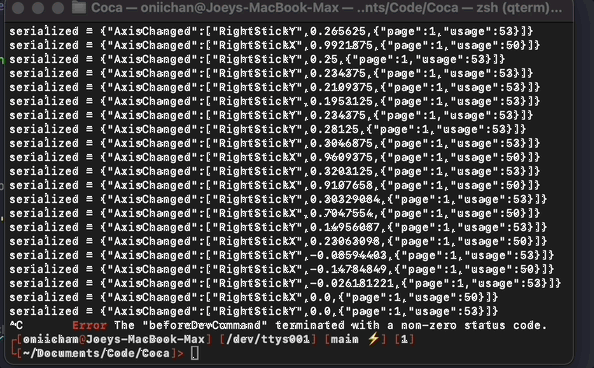 Coca — oniichan@Joeys-MacBook-Max — ..nts/Code/Coca — zsh (qterm)...
serialized = {"AxisChanged":["RightStickY",0.265625,{"page":1,"usage":53}]}
serialized = {"AxisChanged":["RightStickX",0.9921875,{"page":1,"usage":50}]}
serialized = {"AxisChanged":["RightStickY",0.25,{"page":1,"usage":53}]}
serialized = {"AxisChanged":["RightStickY",0.234375,{"page":1,"usage":53}]}
serialized = {"AxisChanged":["RightStickY",0.2109375,{"page":1,"usage":53}]}
serialized = {"AxisChanged":["RightStickY",0.1953125,{"page":1,"usage":53}]}
serialized = {"AxisChanged":["RightStickY",0.234375,{"page":1,"usage":53}]}
serialized = {"AxisChanged":["RightStickY",0.28125,{"page":1,"usage":53}]}
serialized = {"AxisChanged":["RightStickY",0.3046875,{"page":1,"usage":53}]}
serialized = {"AxisChanged":["RightStickX",0.9609375,{"page":1,"usage":50}]}
serialized = {"AxisChanged":["RightStickY",0.3203125,{"page":1,"usage":53}]}
serialized = {"AxisChanged":["RightStickX",0.9107658,{"page":1,"usage":50}]}
serialized = {"AxisChanged":["RightStickY",0.30329084,{"page":1,"usage":53}]}
serialized = {"AxisChanged":["RightStickX",0.7047554,{"page":1,"usage":50}]}
serialized = {"AxisChanged":["RightStickY",0.14956087,{"page":1,"usage":53}]}
serialized = {"AxisChanged":["RightStickX",0.23063098,{"page":1,"usage":50}]}
serialized = {"AxisChanged":["RightStickY",-0.08594403,{"page":1,"usage":53}]}
serialized = {"AxisChanged":["RightStickX",-0.14784849,{"page":1,"usage":50}]}
serialized = {"AxisChanged":["RightStickY",-0.026181221,{"page":1,"usage":53}]}
serialized = {"AxisChanged":["RightStickX",0.0,{"page":1,"usage":50}]}
serialized = {"AxisChanged":["RightStickY",0.0,{"page":1,"usage":53}]}
^C Error The "beforeDevCommand" terminated with a non-zero status code.
[oniichan@Joeys-MacBook-Max] [/dev/ttys001] [main ⚡] [1]
[~/Documents/Code/Coca]>